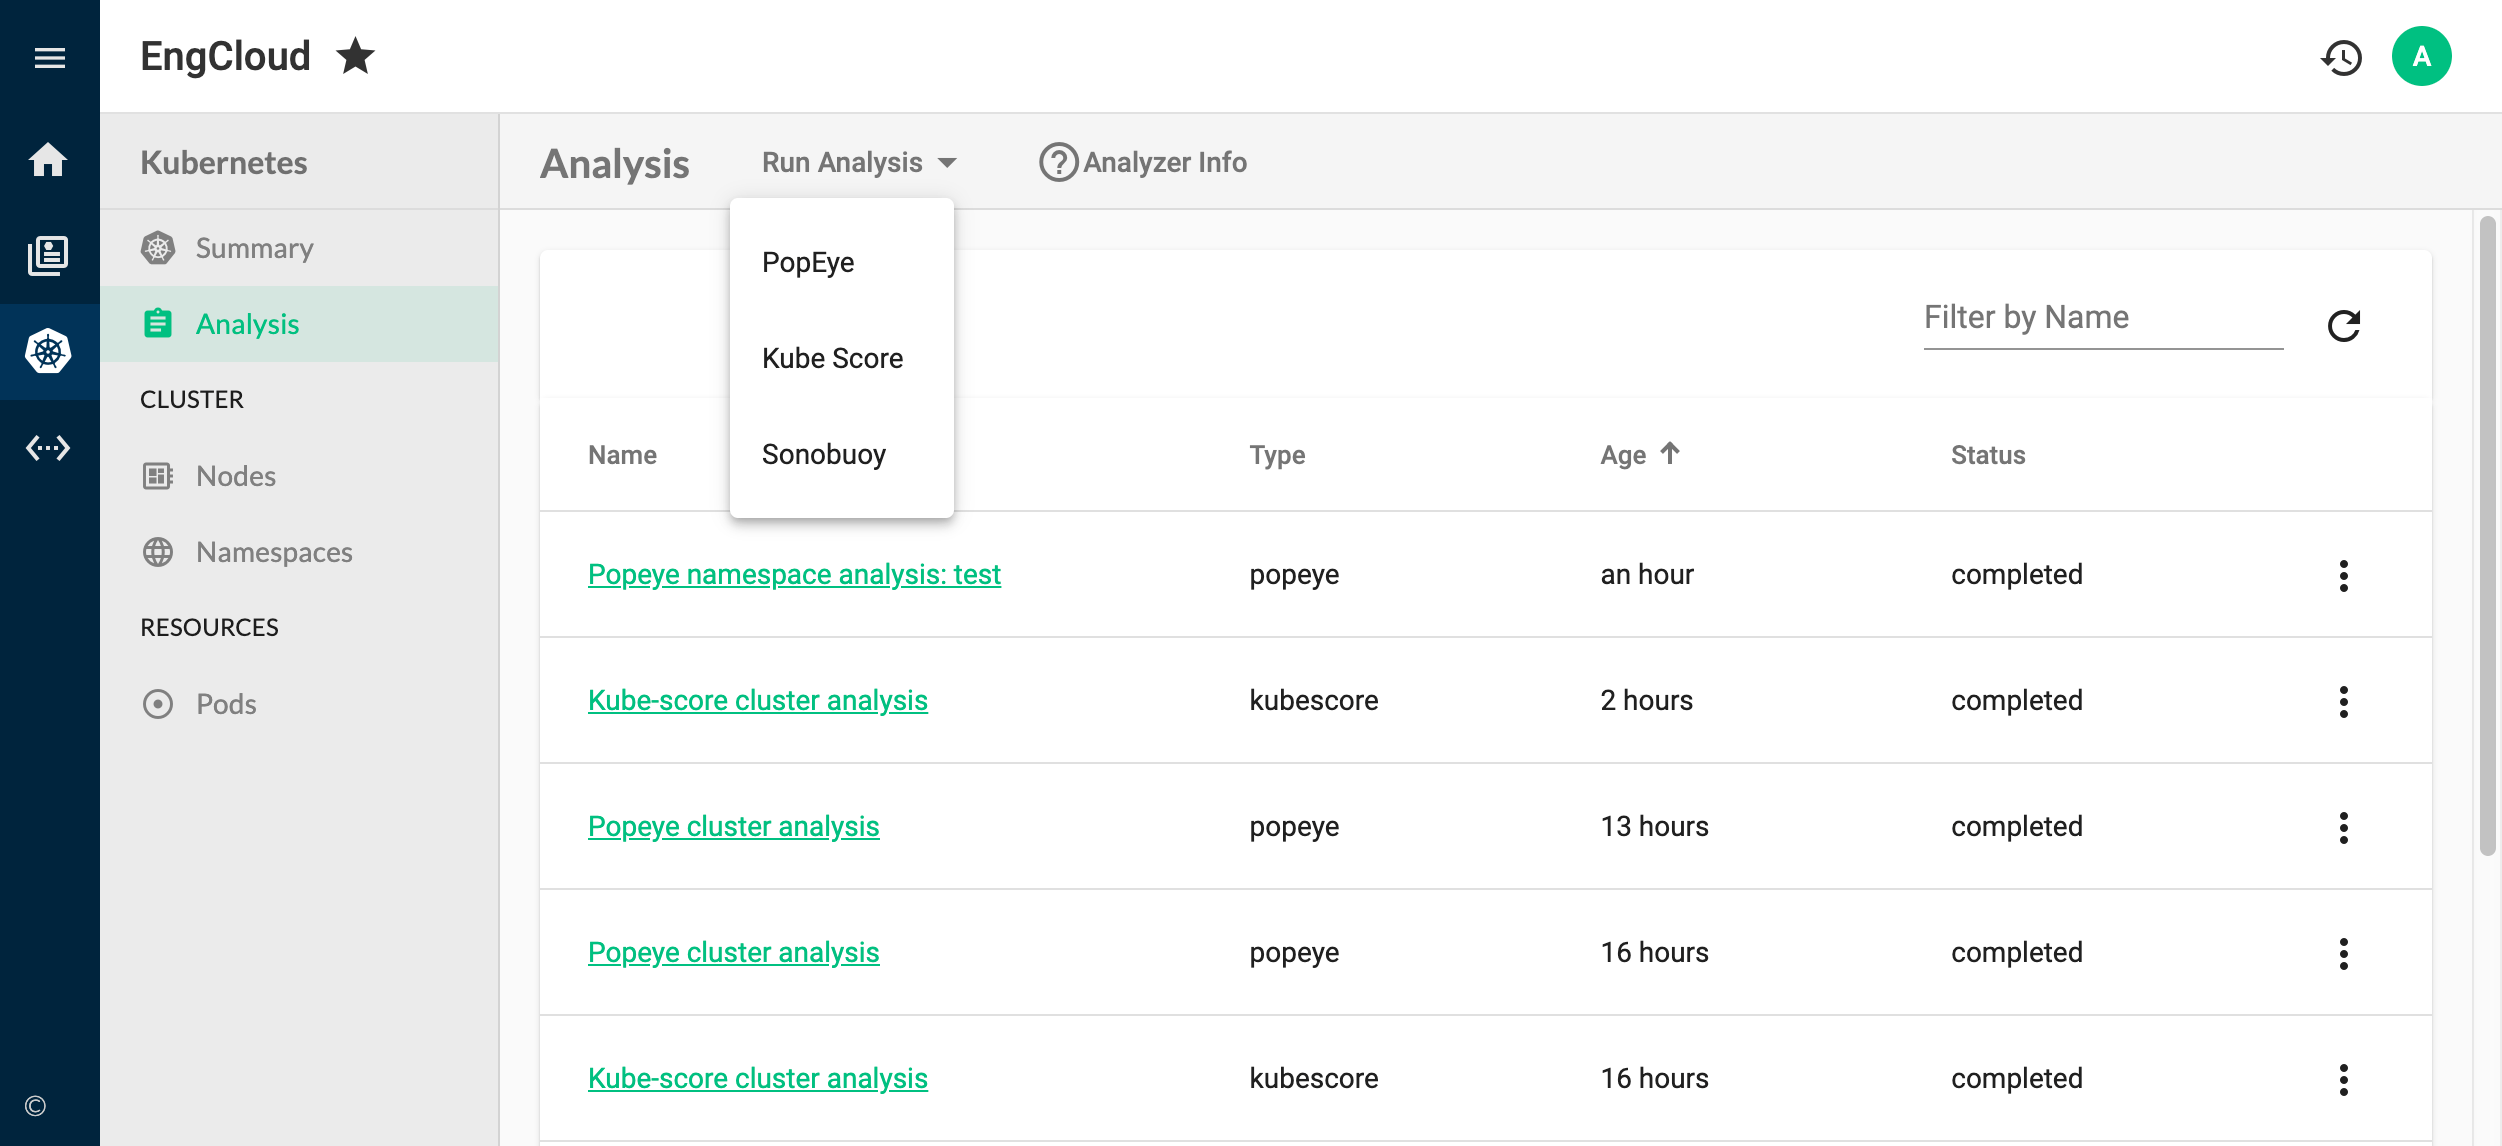 EngCloud
A
Kubernetes
Summary
Analysis
CLUSTER
Nodes
Namespaces
RESOURCES
Pods
©
Analysis Run Analysis Analyzer Info
PopEye
Kube Score
Sonobuoy
Filter by Name
Name Type Age Status
Popeye namespace analysis: test popeye an hour completed
Kube-score cluster analysis kubescore 2 hours completed
Popeye cluster analysis popeye 13 hours completed
Popeye cluster analysis popeye 16 hours completed
Kube-score cluster analysis kubescore 16 hours completed